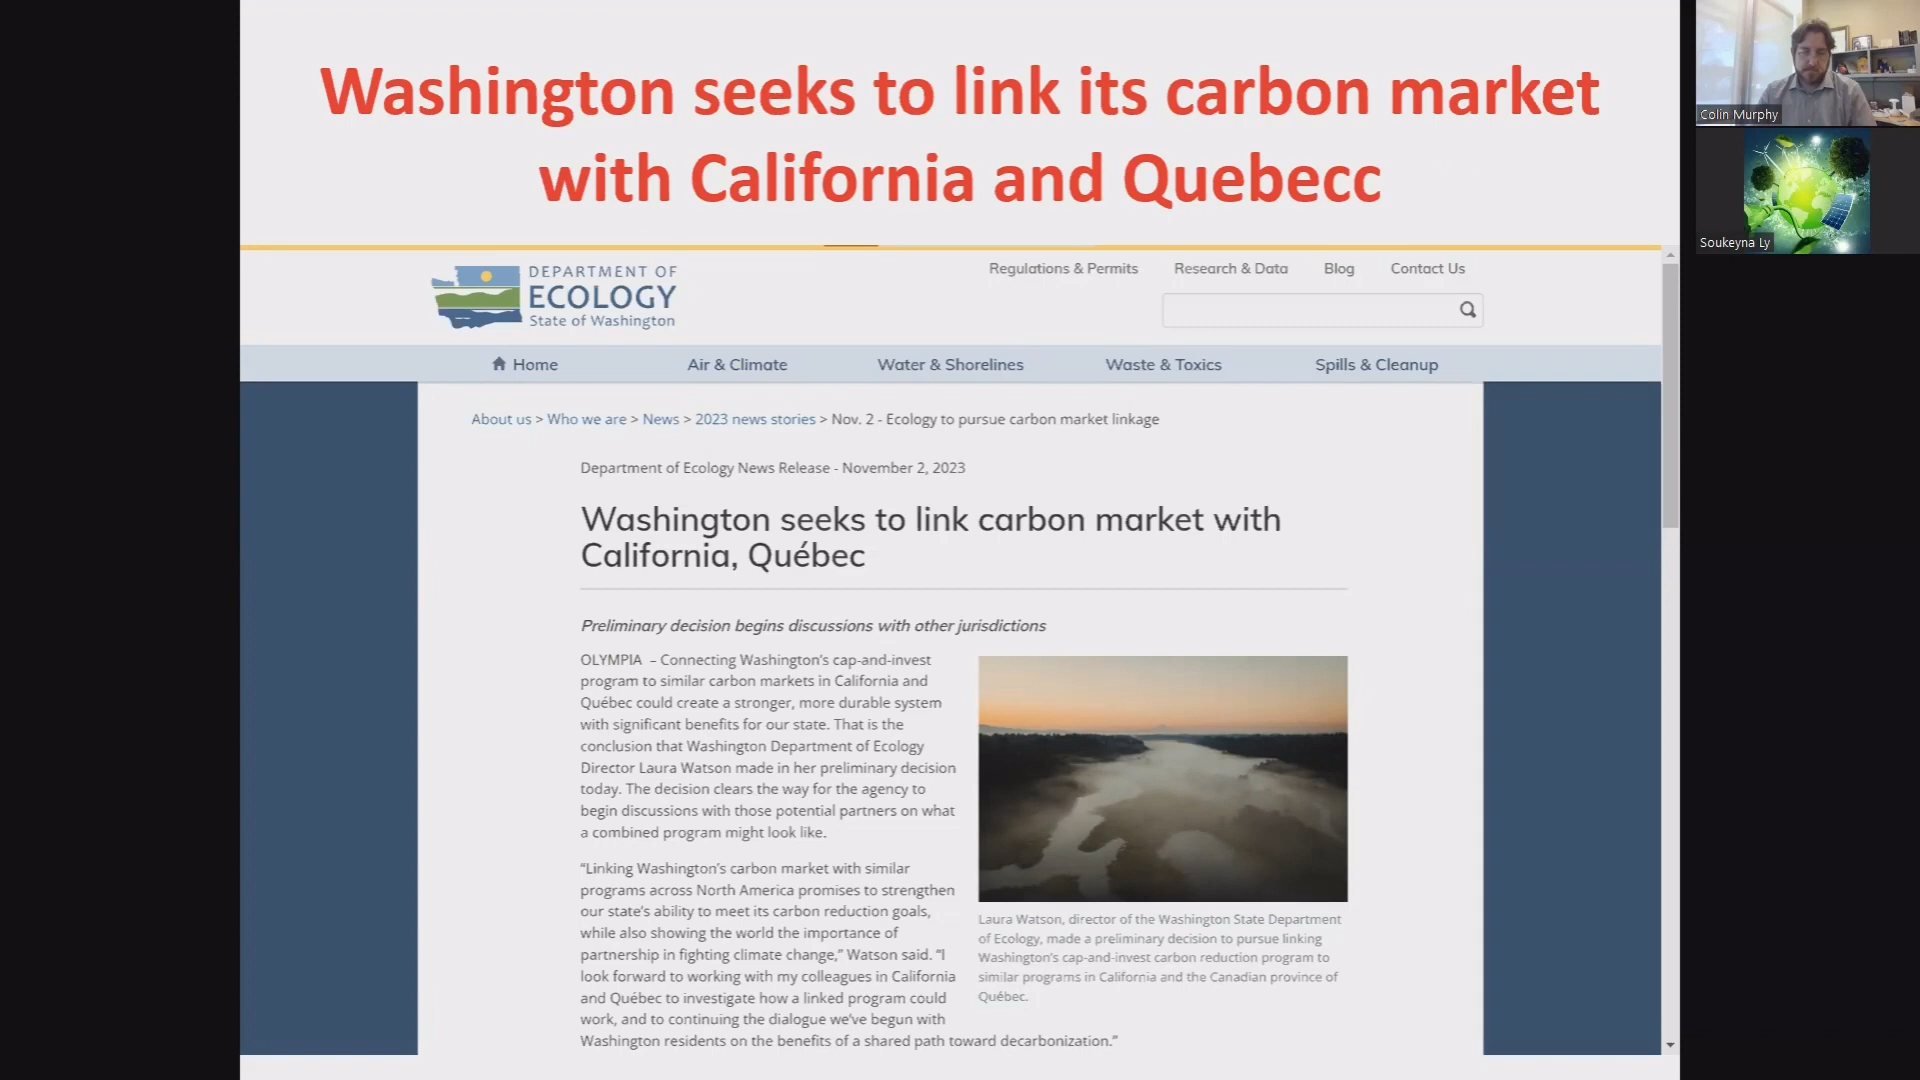 Washington seeks to link its carbon market
with California and Quebecc
DEPARTMENT OF
ECOLOGY
State of Washington
Regulations & Permits
Research & Data
Blog
Contact Us
Home
Air & Climate
Water & Shorelines
Waste & Toxics
Spills & Cleanup
About us > Who we are > News > 2023 news stories > Nov. 2 - Ecology to pursue carbon market linkage
Department of Ecology News Release - November 2, 2023
Washington seeks to link carbon market with
California, Québec
Preliminary decision begins discussions with other jurisdictions
OLYMPIA – Connecting Washington's cap-and-invest
program to similar carbon markets in California and
Québec could create a stronger, more durable system
with significant benefits for our state. That is the
conclusion that Washington Department of Ecology
Director Laura Watson made in her preliminary decision
today. The decision clears the way for the agency to
begin discussions with those potential partners on what
a combined program might look like.
“Linking Washington's carbon market with similar
programs across North America promises to strengthen
our state's ability to meet its carbon reduction goals,
while also showing the world the importance of
partnership in fighting climate change,” Watson said. “I
look forward to working with my colleagues in California
and Québec to investigate how a linked program could
work, and to continuing the dialogue we've begun with
Washington residents on the benefits of a shared path toward decarbonization.”
Laura Watson, director of the Washington State Department
of Ecology, made a preliminary decision to pursue linking
Washington's cap-and-invest carbon reduction program to
similar programs in California and the Canadian province of
Québec.
Colin Murphy
Soukeyna Ly